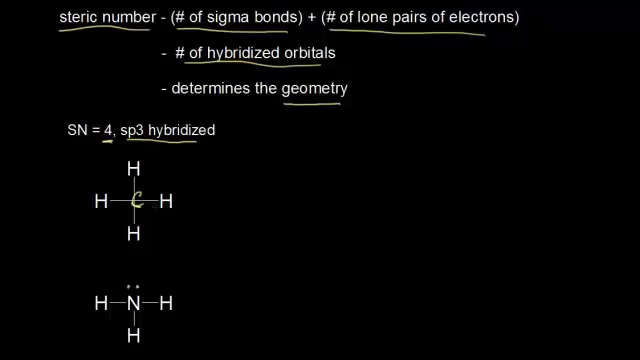 steric number - (# of sigma bonds) + (# of lone pairs of electrons)
- # of hybridized orbitals
- determines the geometry
SN = 4, sp3 hybridized
H
H C H
H
H N H
H